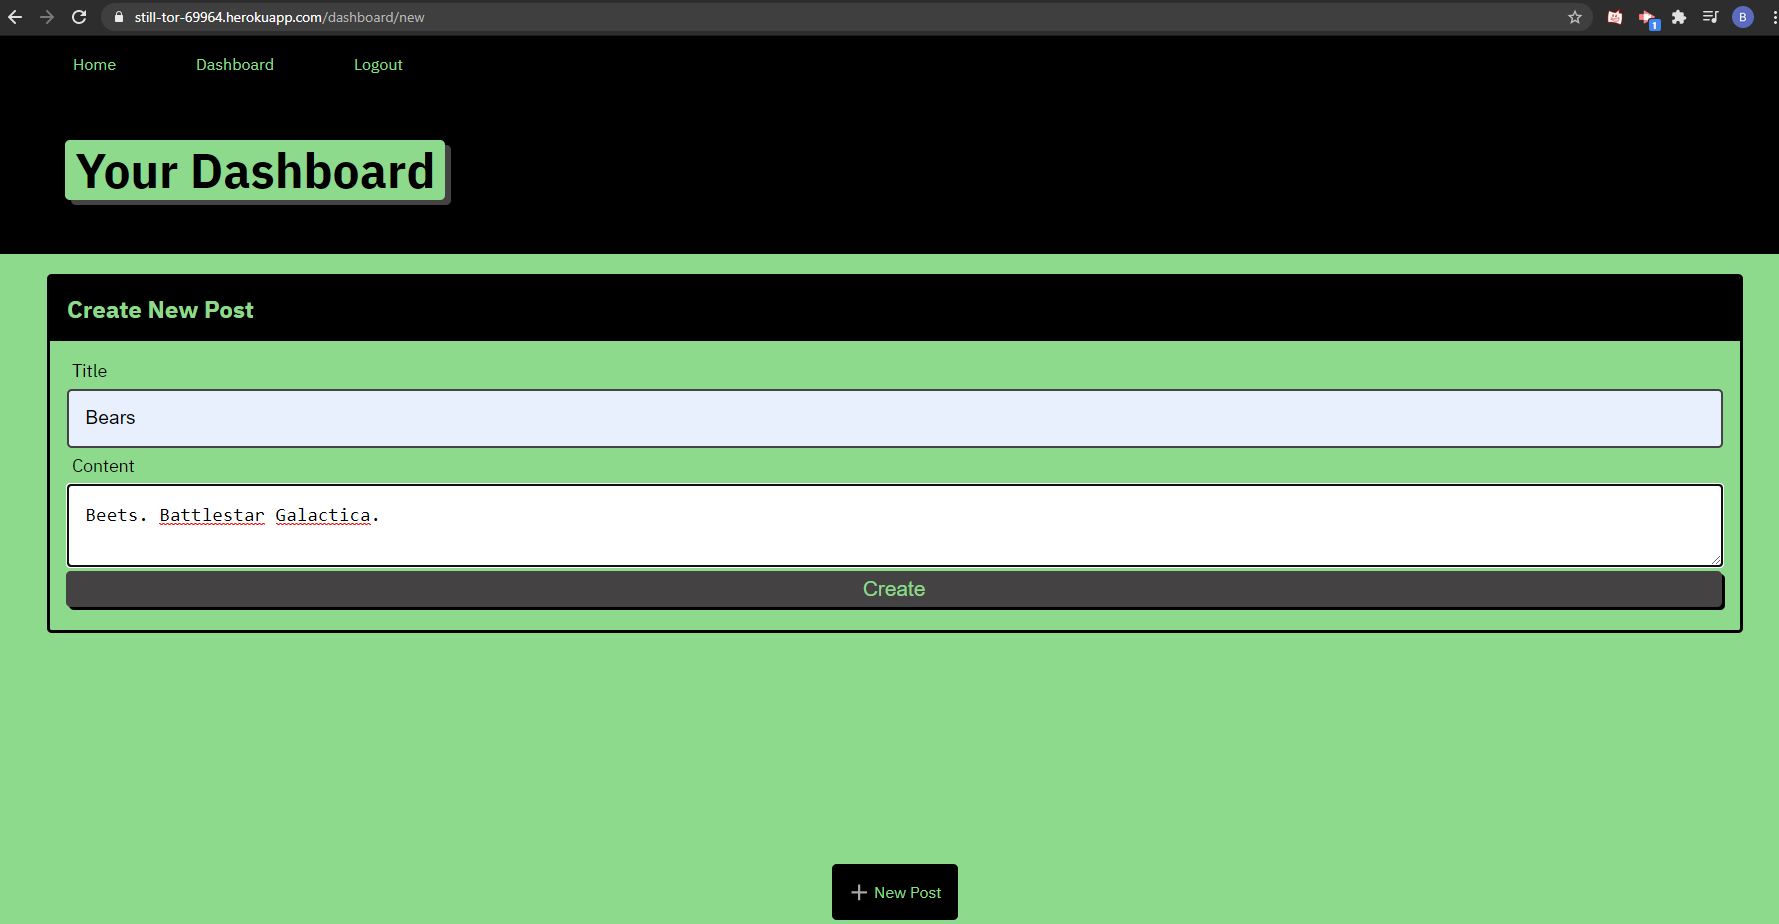 still-tor-69964.herokuapp.com/dashboard/new
1
B
Home Dashboard Logout
Your Dashboard
Create New Post
Title
Bears
Content
Beets. Battlestar Galactica.
Create
New Post